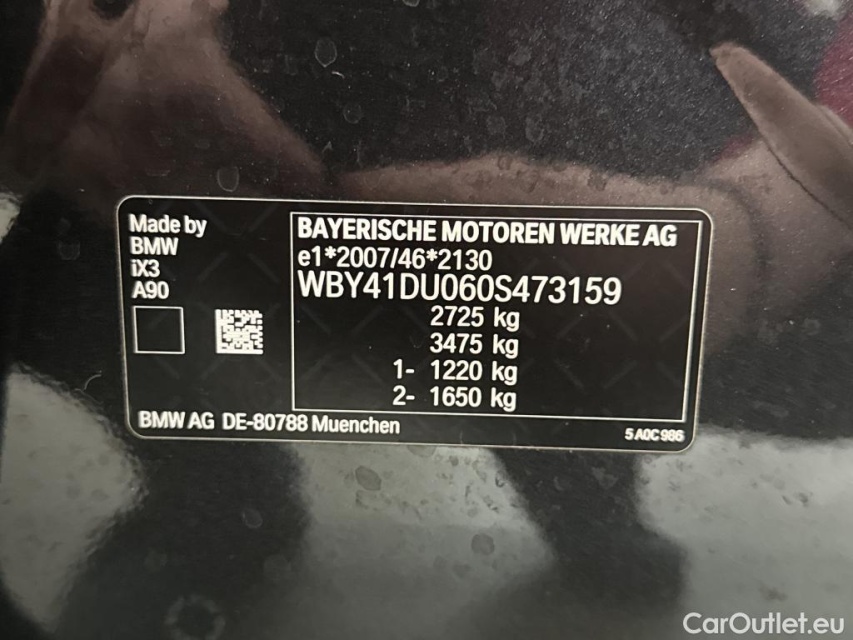 Made by
BMW
iX3
A90
BAYERISCHE MOTOREN WERKE AG
e1*2007/46*2130
WBY41DU060S473159
2725 kg
3475 kg
1- 1220 kg
2- 1650 kg
BMW AG DE-80788 Muenchen
5 A0C 986
CarOutlet.eu